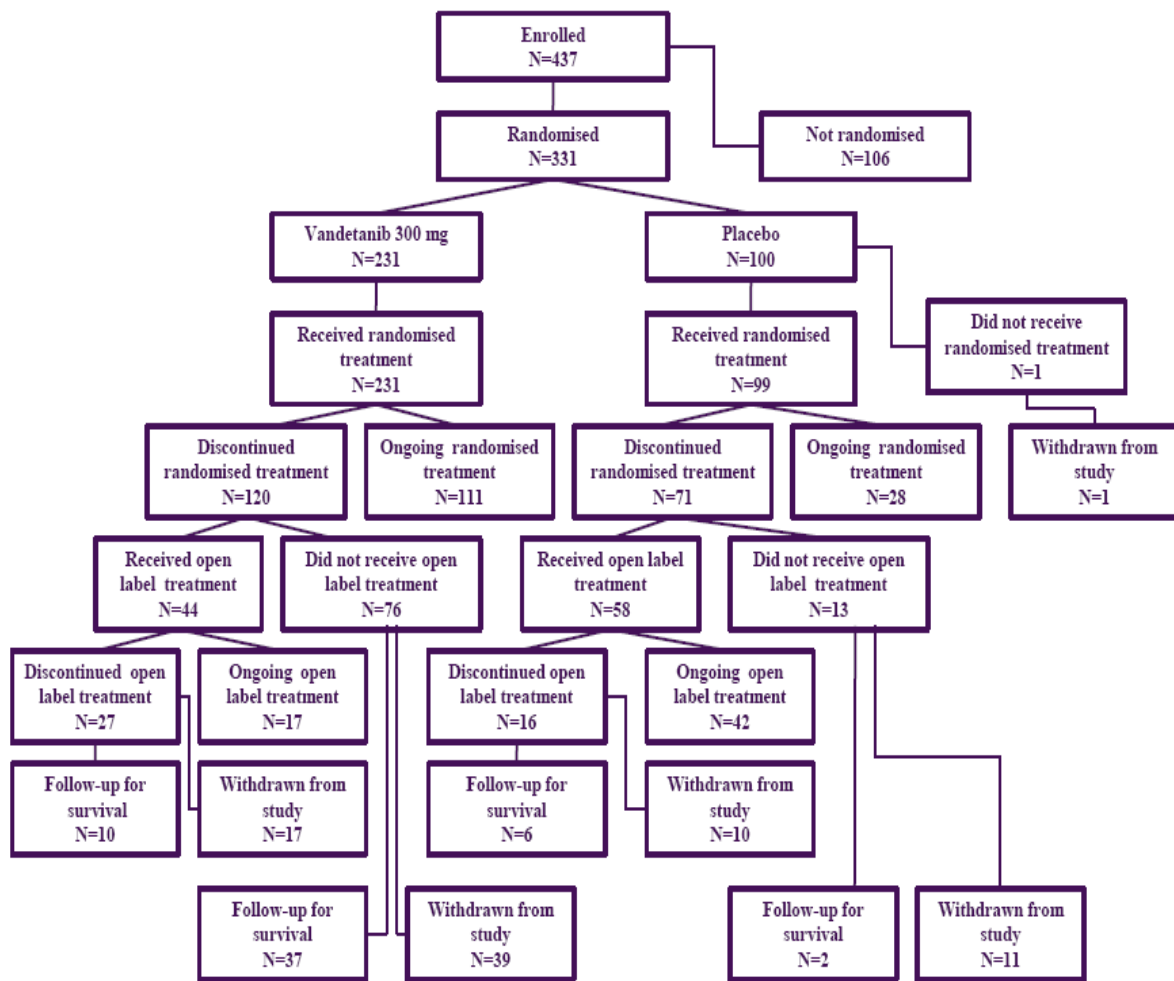 Enrolled
N=437
Randomised
N=331
Not randomised
N=106
Vandetanib 300 mg
N=231
Placebo
N=100
Received randomised
treatment
N=231
Received randomised
treatment
N=99
Did not receive
randomised treatment
N=1
Discontinued
randomised treatment
N=120
Ongoing randomised
treatment
N=111
Discontinued
randomised treatment
N=71
Ongoing randomised
treatment
N=28
Withdrawn from
study
N=1
Received open
label treatment
N=44
Did not receive open
label treatment
N=76
Received open label
treatment
N=58
Did not receive open
label treatment
N=13
Discontinued open
label treatment
N=27
Ongoing open
label treatment
N=17
Discontinued open
label treatment
N=16
Ongoing open
label treatment
N=42
Follow-up for
survival
N=10
Withdrawn from
study
N=17
Follow-up for
survival
N=6
Withdrawn from
study
N=10
Follow-up for
survival
N=37
Withdrawn from
study
N=39
Follow-up for
survival
N=2
Withdrawn from
study
N=11